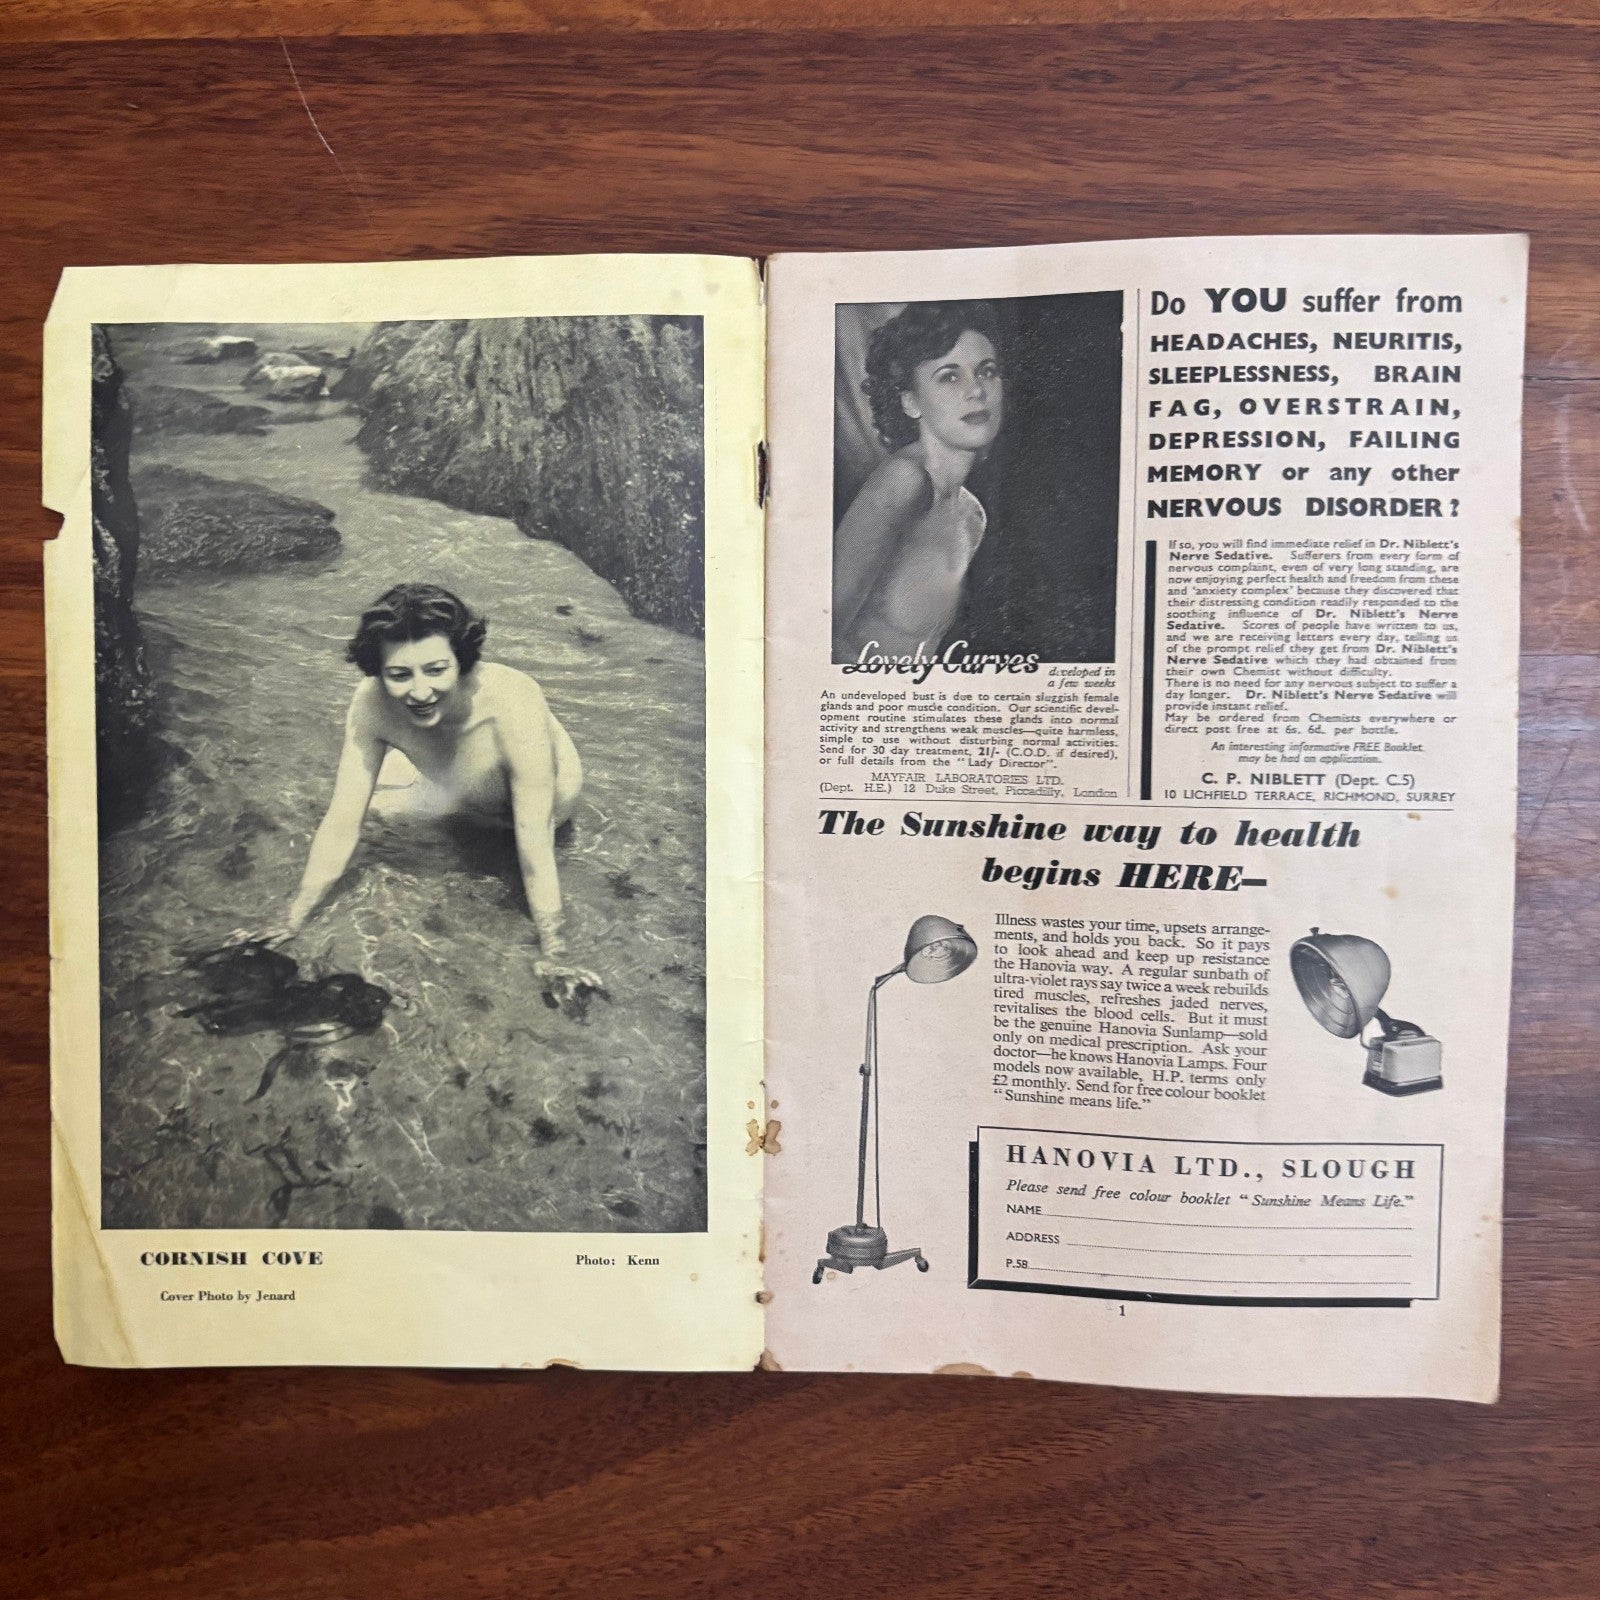 CORNISH COVE
Photo: Kenn
Cover Photo by Jenard
Lovely Curves
developed in
a few weeks
An undeveloped bust is due to certain sluggish female
glands and poor muscle condition. Our scientific devel-
opment routine stimulates these glands into normal
activity and strengthens weak muscles—quite harmless,
simple to use without disturbing normal activities.
Send for 30 day treatment, 21/- (C.O.D. if desired),
or full details from the "Lady Director".
MAYFAIR LABORATORIES LTD.
(Dept. H.E.) 12 Duke Street, Piccadilly, London
Do YOU suffer from
HEADACHES, NEURITIS,
SLEEPLESSNESS, BRAIN
FAG, OVERSTRAIN,
DEPRESSION, FAILING
MEMORY or any other
NERVOUS DISORDER?
If so, you will find immediate relief in Dr. Niblett's
Nerve Sedative. Sufferers from every form of
nervous complaint, even of very long standing, are
now enjoying perfect health and freedom from these
and 'anxiety complex' because they discovered that
their distressing condition readily responded to the
soothing influence of Dr. Niblett's Nerve
Sedative. Scores of people have written to us,
and we are receiving letters every day, telling us
of the prompt relief they get from Dr. Niblett's
Nerve Sedative which they had obtained from
their own Chemist without difficulty.
There is no need for any nervous subject to suffer a
day longer. Dr. Niblett's Nerve Sedative will
provide instant relief.
May be ordered from Chemists everywhere or
direct post free at 6s. 6d. per bottle.
An interesting informative FREE Booklet
may be had on application.
C. P. NIBLETT (Dept. C.5)
10 LICHFIELD TERRACE, RICHMOND, SURREY
The Sunshine way to health
begins HERE—
Illness wastes your time, upsets arrange-
ments, and holds you back. So it pays
to look ahead and keep up resistance
the Hanovia way. A regular sunbath of
ultra-violet rays say twice a week rebuilds
tired muscles, refreshes jaded nerves,
revitalises the blood cells. But it must
be the genuine Hanovia Sunlamp—sold
only on medical prescription. Ask your
doctor—he knows Hanovia Lamps. Four
models now available, H.P. terms only
£2 monthly. Send for free colour booklet
"Sunshine means life."
HANOVIA LTD., SLOUGH
Please send free colour booklet "Sunshine Means Life."
NAME
ADDRESS
P.58
1